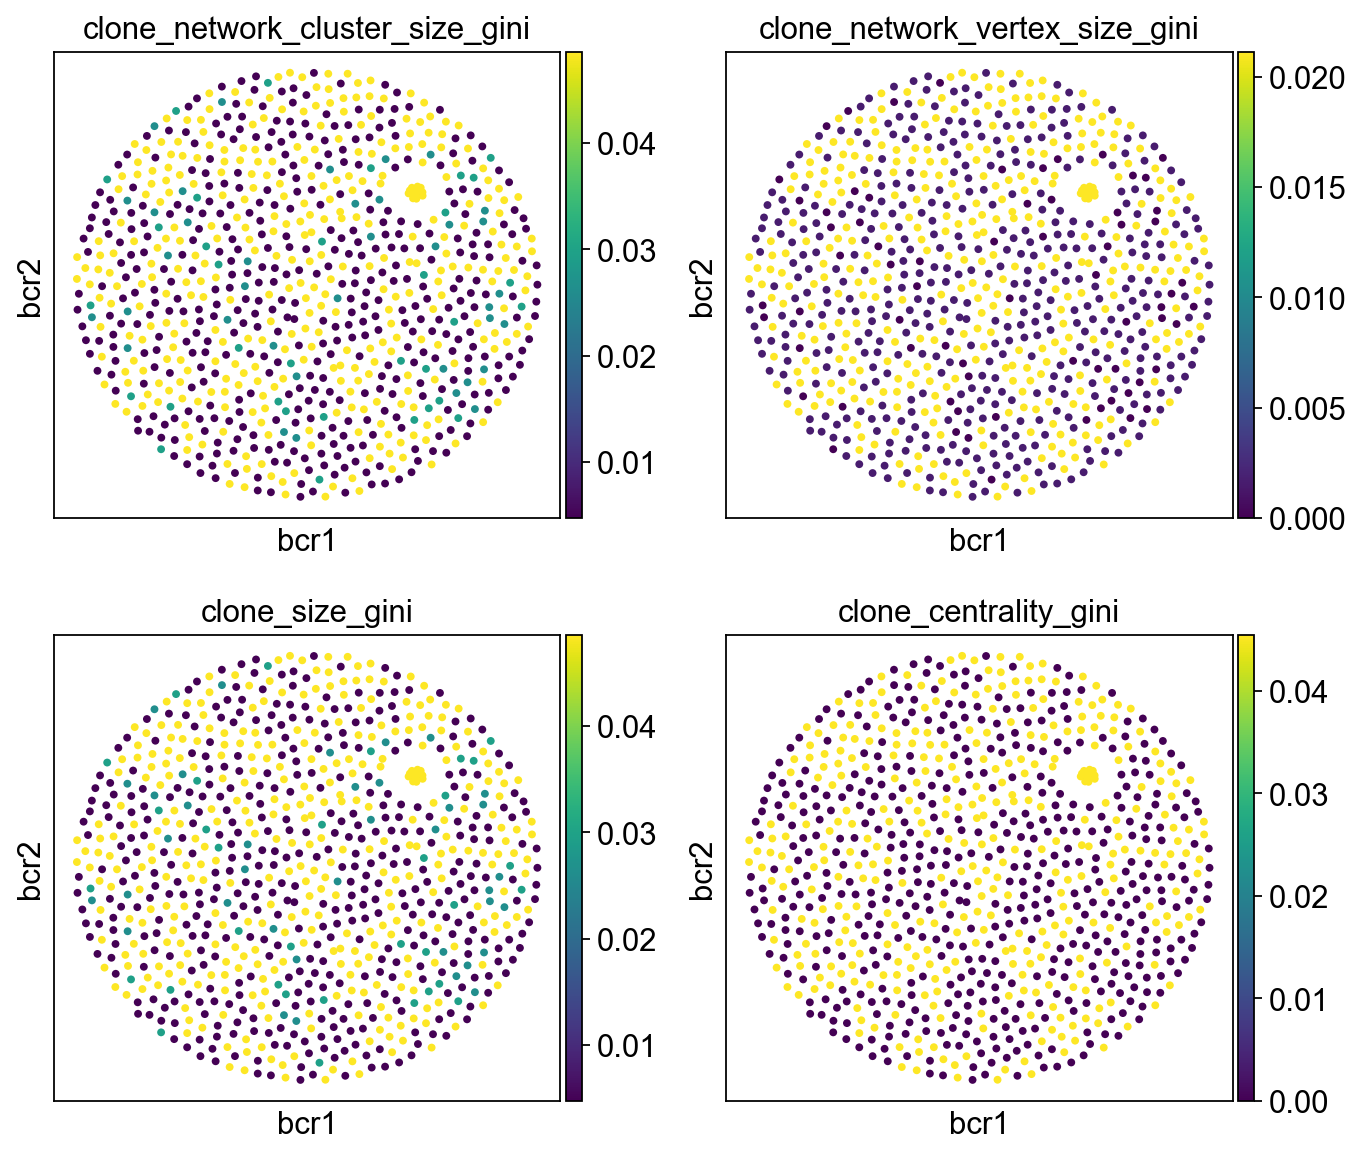 clone_network_cluster_size_gini
0.04
0.03
0.02
0.01
bcr2
bcr1
clone_network_vertex_size_gini
0.020
0.015
0.010
0.005
0.000
bcr2
bcr1
clone_size_gini
0.04
0.03
0.02
0.01
bcr2
bcr1
clone_centrality_gini
0.04
0.03
0.02
0.01
0.00
bcr2
bcr1